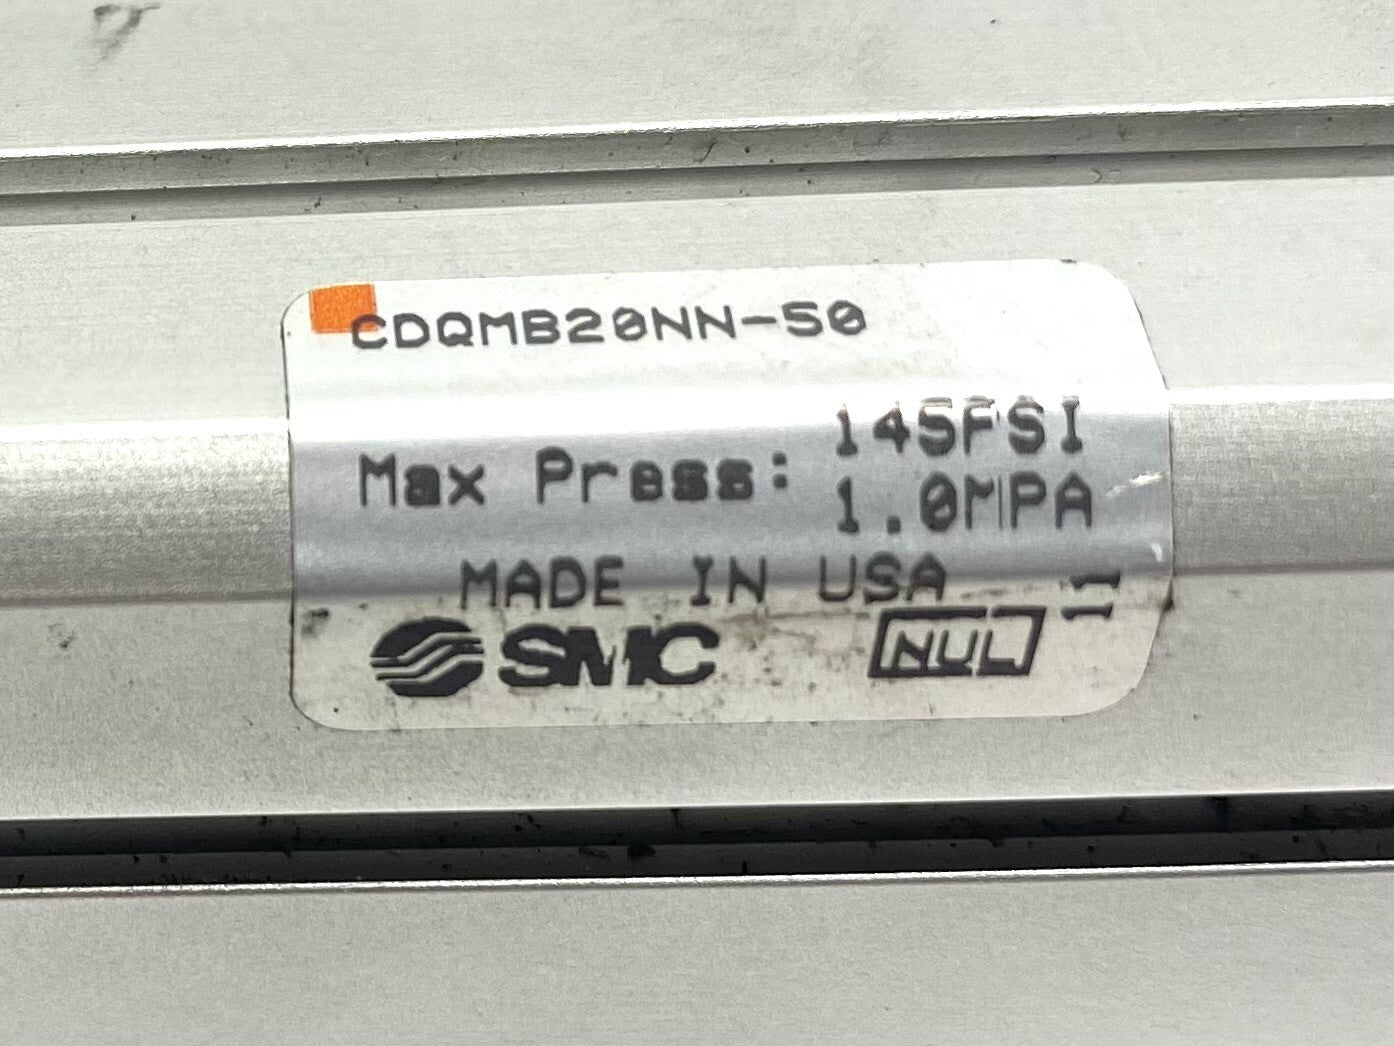 CDQMB20NN-50
Max Press: 145PSI
1.0MPA
MADE IN USA
SMC NUL